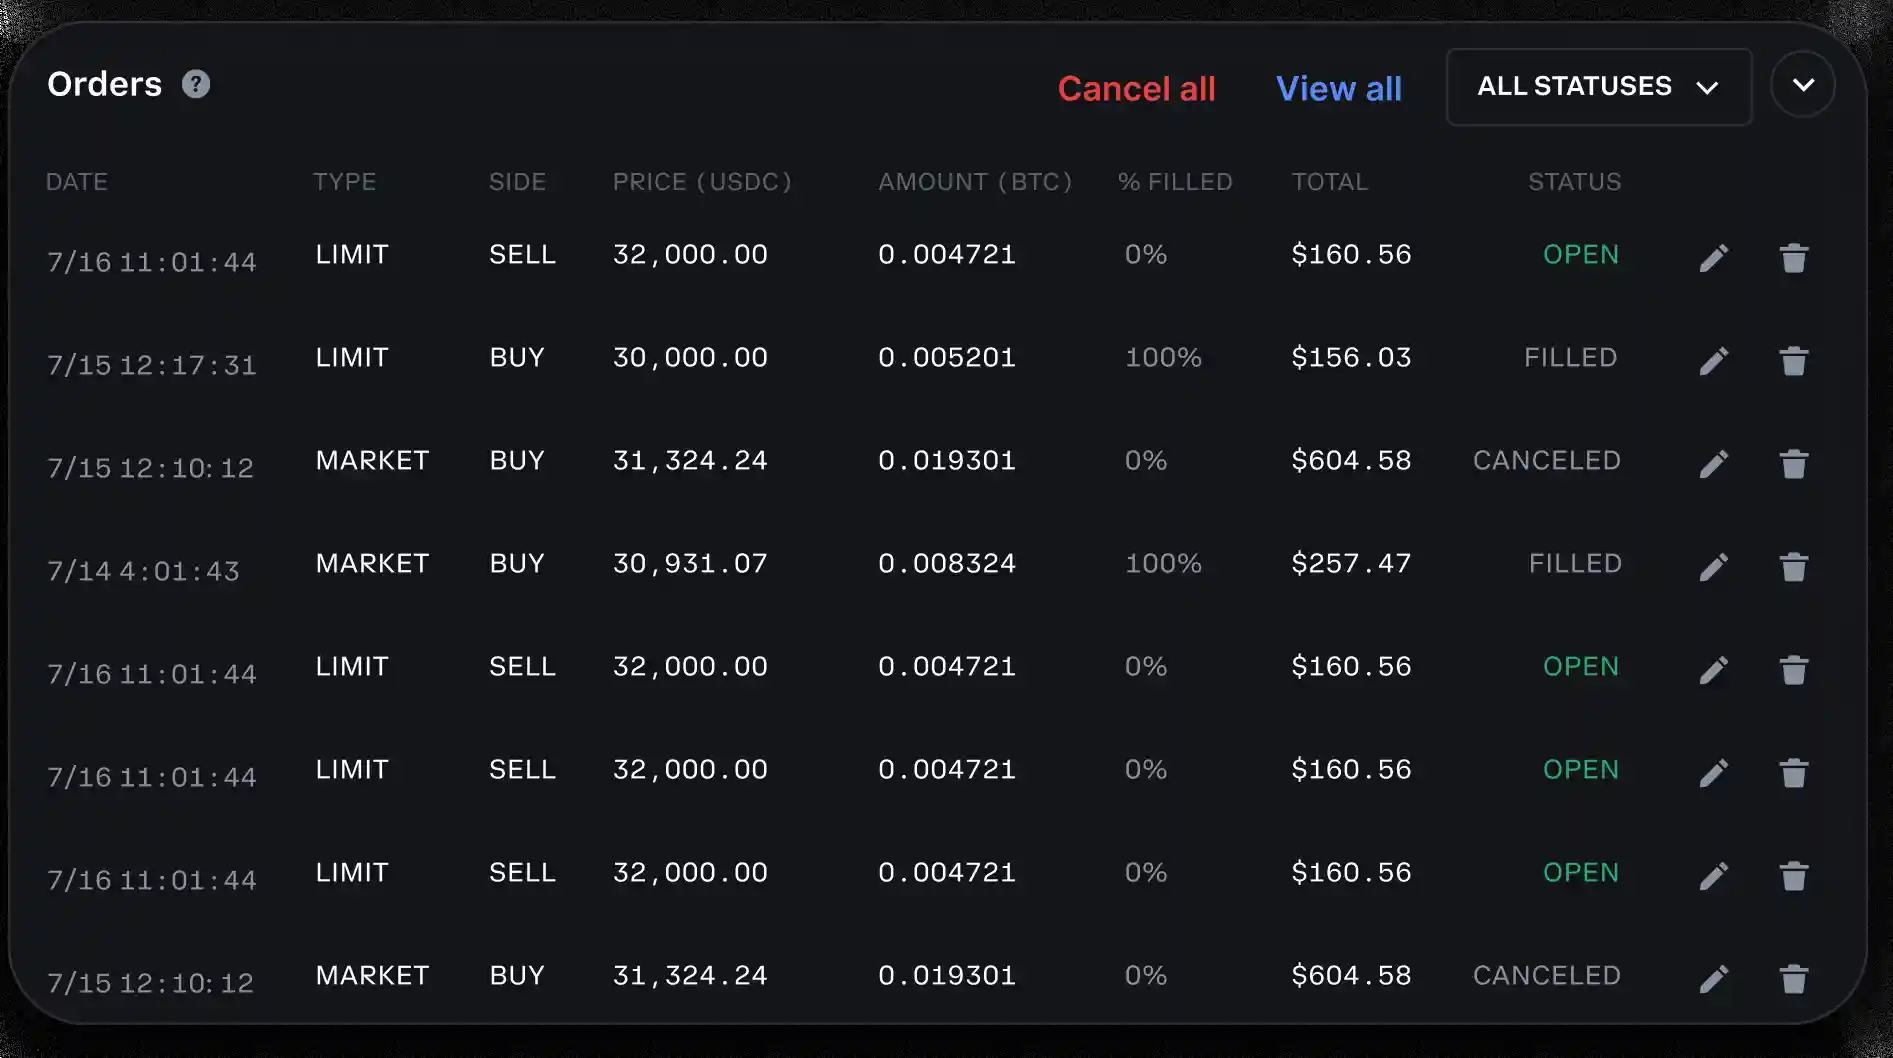 Orders ? Cancel all View all ALL STATUSES
DATE TYPE SIDE PRICE (USDC) AMOUNT (BTC) % FILLED TOTAL STATUS
7/16 11:01:44 LIMIT SELL 32,000.00 0.004721 0% $160.56 OPEN
7/15 12:17:31 LIMIT BUY 30,000.00 0.005201 100% $156.03 FILLED
7/15 12:10:12 MARKET BUY 31,324.24 0.019301 0% $604.58 CANCELED
7/14 4:01:43 MARKET BUY 30,931.07 0.008324 100% $257.47 FILLED
7/16 11:01:44 LIMIT SELL 32,000.00 0.004721 0% $160.56 OPEN
7/16 11:01:44 LIMIT SELL 32,000.00 0.004721 0% $160.56 OPEN
7/16 11:01:44 LIMIT SELL 32,000.00 0.004721 0% $160.56 OPEN
7/15 12:10:12 MARKET BUY 31,324.24 0.019301 0% $604.58 CANCELED